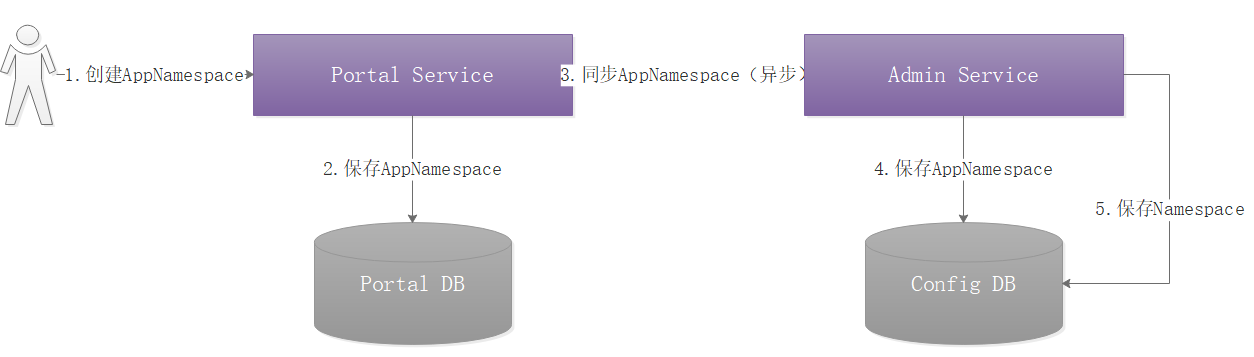 1.创建AppNamespace
Portal Service
3.同步AppNamespace（异步）
Admin Service
2.保存AppNamespace
4.保存AppNamespace
5.保存Namespace
Portal DB
Config DB